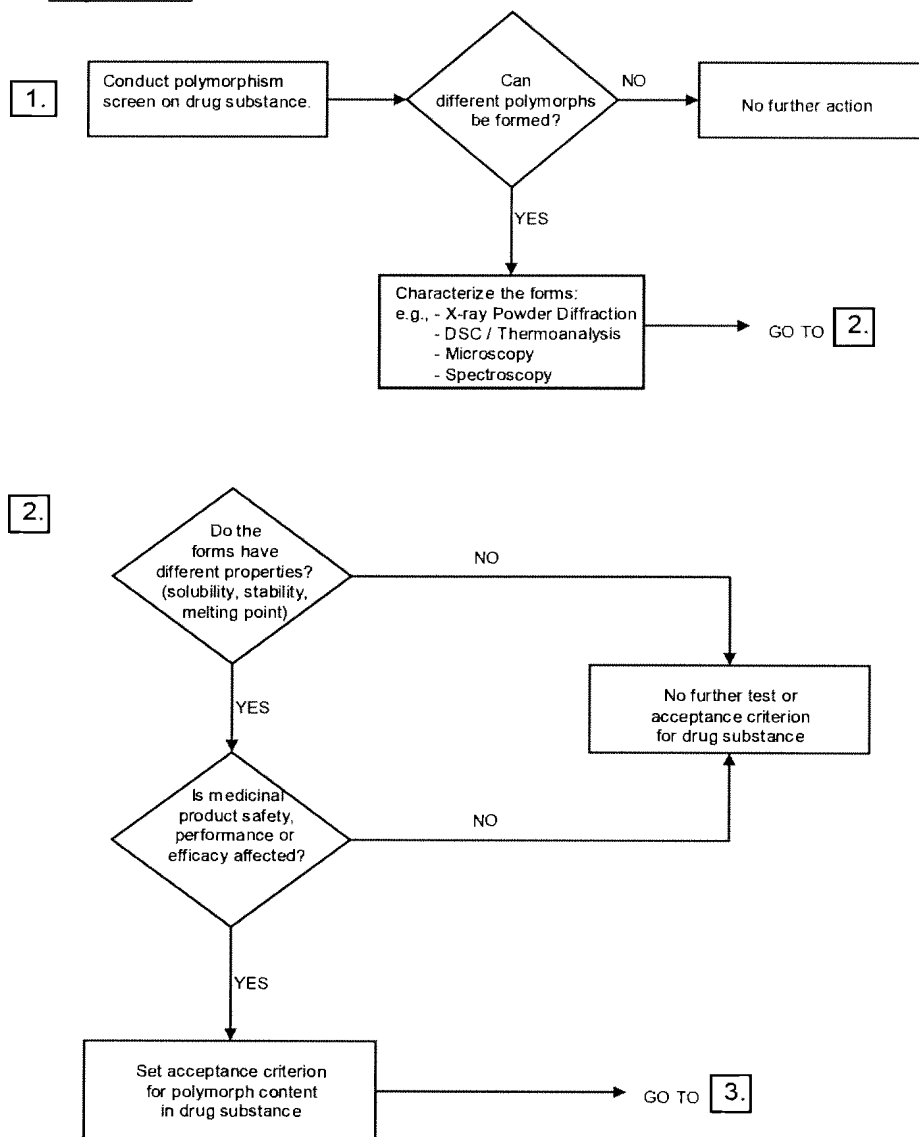 1.
Conduct polymorphism
screen on drug substance.
Can
different polymorphs
be formed?
NO
No further action
YES
Characterize the forms:
e.g., - X-ray Powder Diffraction
- DSC / Thermoanalysis
- Microscopy
- Spectroscopy
GO TO 2.
2.
Do the
forms have
different properties?
(solubility, stability,
melting point)
NO
No further test or
acceptance criterion
for drug substance
YES
Is medicinal
product safety,
performance or
efficacy affected?
NO
YES
Set acceptance criterion
for polymorph content
in drug substance
GO TO 3.